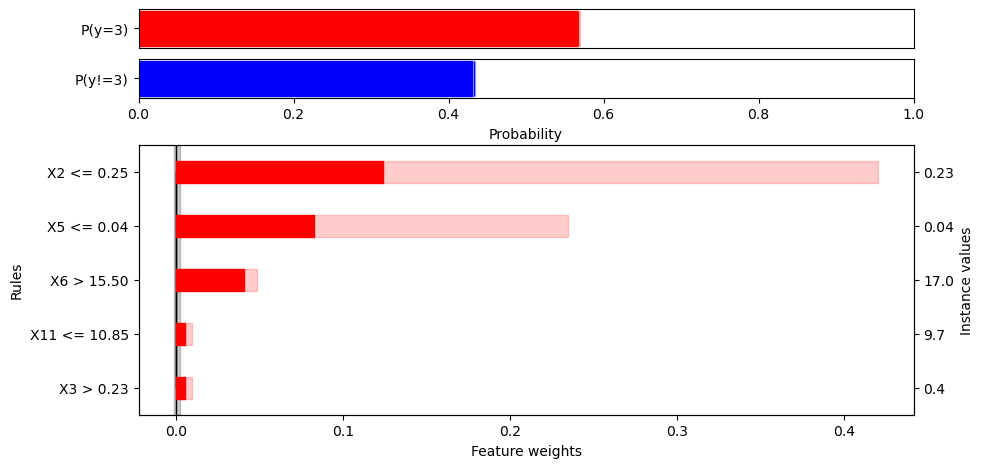 P(y=3)
P(y!=3)
0.0 0.2 0.4 0.6 0.8 1.0
Probability
X2 <= 0.25 0.23
X5 <= 0.04 0.04
X6 > 15.50 17.0
X11 <= 10.85 9.7
X3 > 0.23 0.4
Rules
Instance values
0.0 0.1 0.2 0.3 0.4
Feature weights